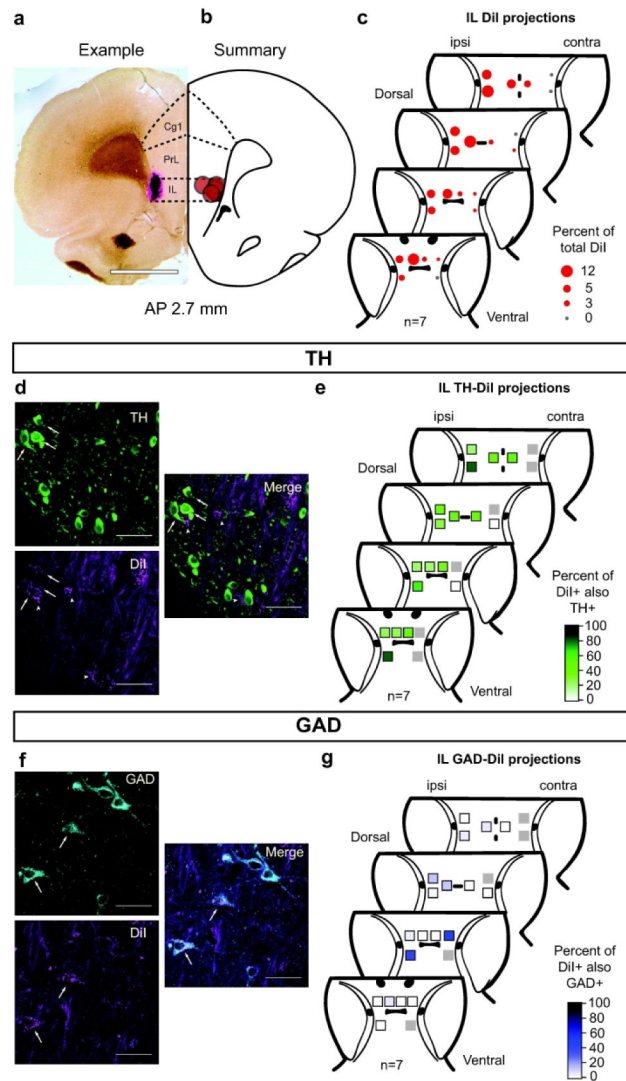 a
b
c
IL DiI projections
Example
Summary
ipsi
contra
Dorsal
Cg1
PrL
IL
Percent of
total DiI
12
5
3
0
AP 2.7 mm
n=7
Ventral
TH
d
e
IL TH-DiI projections
TH
ipsi
contra
Merge
Dorsal
DiI
Percent of
DiI+ also
TH+
100
80
60
40
20
0
n=7
Ventral
GAD
f
g
IL GAD-DiI projections
GAD
ipsi
contra
Merge
Dorsal
DiI
Percent of
DiI+ also
GAD+
100
80
60
40
20
0
n=7
Ventral